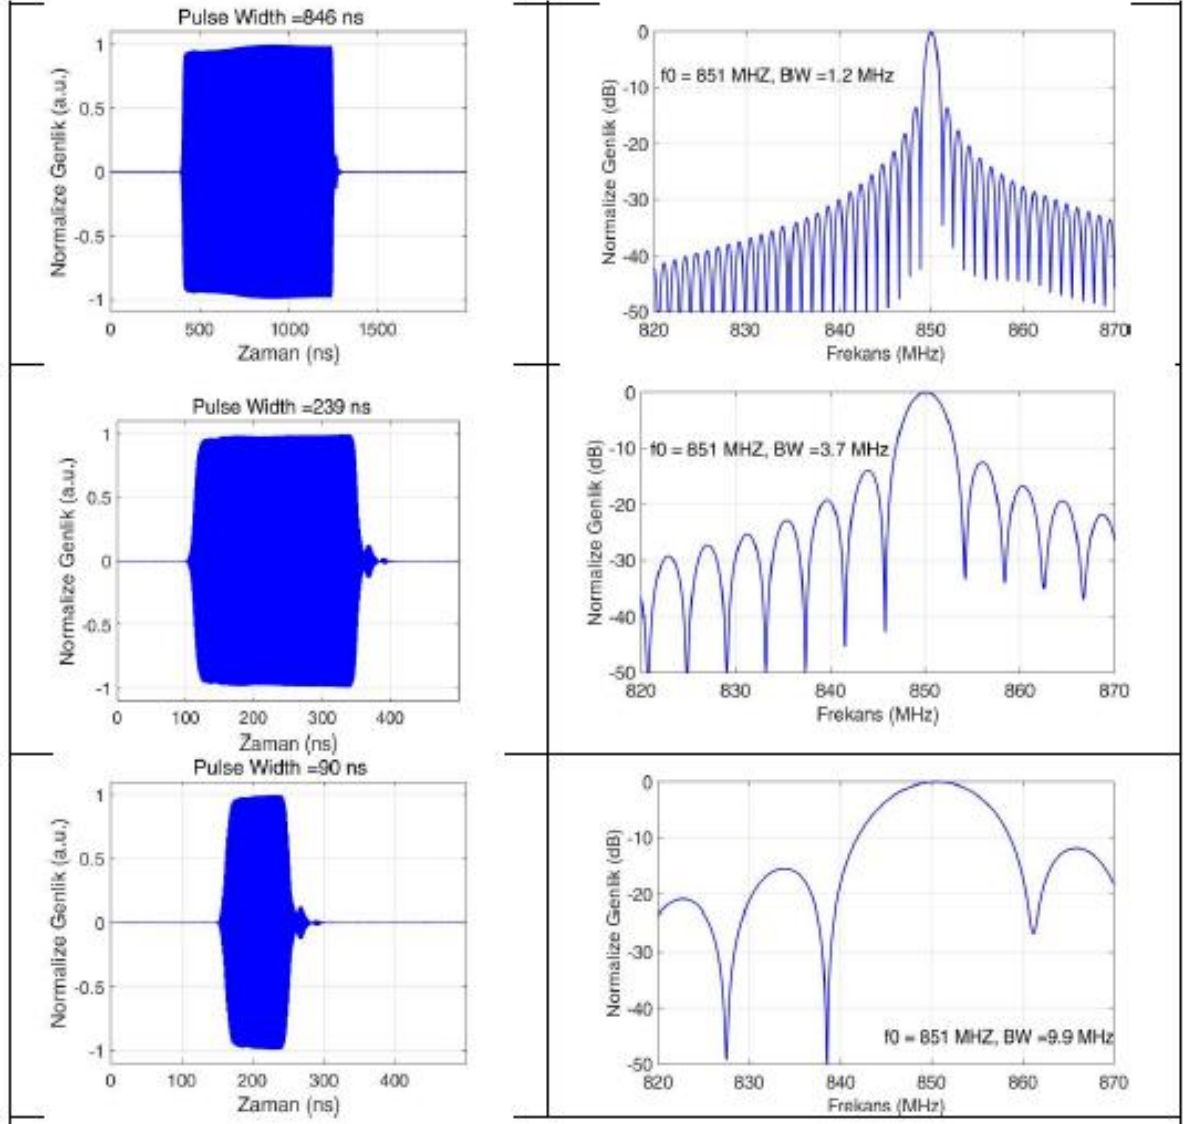 Pulse Width =846 ns
Normalize Genlik (a.u.)
1
0.5
0
-0.5
-1
0 500 1000 1500
Zaman (ns)
f0 = 851 MHZ, BW =1.2 MHz
Normalize Genlik (dB)
0
-10
-20
-30
-40
-50
820 830 840 850 860 870
Frekans (MHz)
Pulse Width =239 ns
Normalize Genlik (a.u.)
1
0.5
0
-0.5
-1
0 100 200 300 400
Zaman (ns)
f0 = 851 MHZ, BW =3.7 MHz
Normalize Genlik (dB)
0
-10
-20
-30
-40
-50
820 830 840 850 860 870
Frekans (MHz)
Pulse Width =90 ns
Normalize Genlik (a.u.)
1
0.5
0
-0.5
-1
0 100 200 300 400
Zaman (ns)
Normalize Genlik (dB)
0
-10
-20
-30
-40
-50
f0 = 851 MHZ, BW =9.9 MHz
820 830 840 850 860 870
Frekans (MHz)